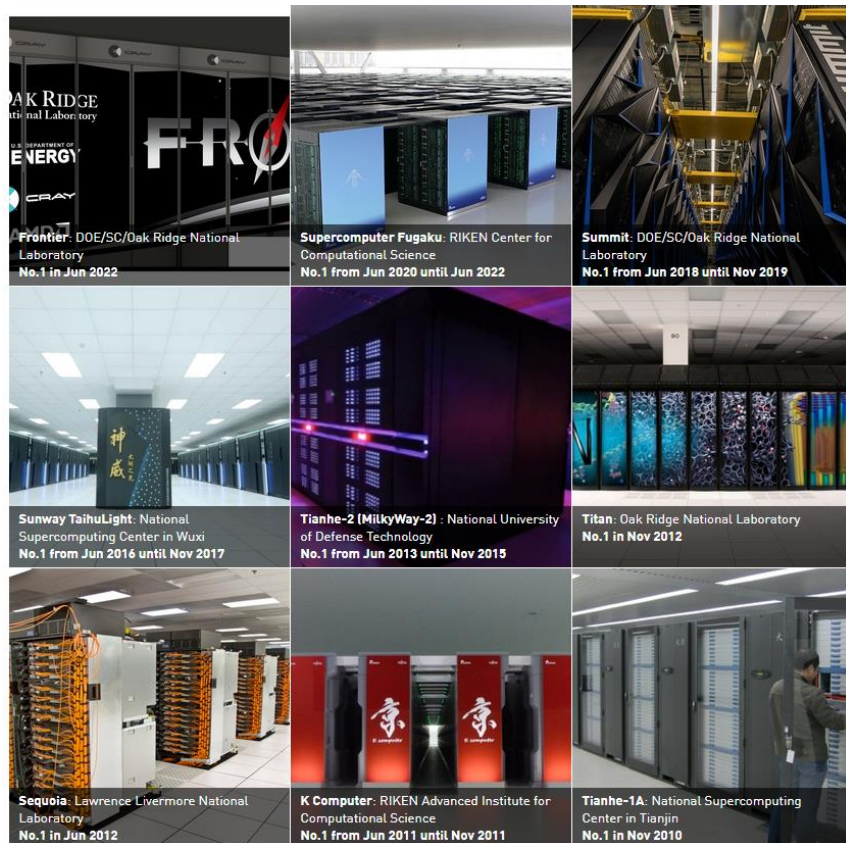 CRAY
CRAY
OAK RIDGE
National Laboratory
U.S. DEPARTMENT OF
ENERGY
FRO
CRAY
AMD
Frontier: DOE/SC/Oak Ridge National
Laboratory
No.1 in Jun 2022
Supercomputer Fugaku: RIKEN Center for
Computational Science
No.1 from Jun 2020 until Jun 2022
Summit: DOE/SC/Oak Ridge National
Laboratory
No.1 from Jun 2018 until Nov 2019
神威
Sunway TaihuLight: National
Supercomputing Center in Wuxi
No.1 from Jun 2016 until Nov 2017
Tianhe-2 (MilkyWay-2) : National University
of Defense Technology
No.1 from Jun 2013 until Nov 2015
N
Titan: Oak Ridge National Laboratory
No.1 in Nov 2012
Sequoia: Lawrence Livermore National
Laboratory
No.1 in Jun 2012
京
K computer
京
K computer
K Computer: RIKEN Advanced Institute for
Computational Science
No.1 from Jun 2011 until Nov 2011
Tianhe-1A: National Supercomputing
Center in Tianjin
No.1 in Nov 2010